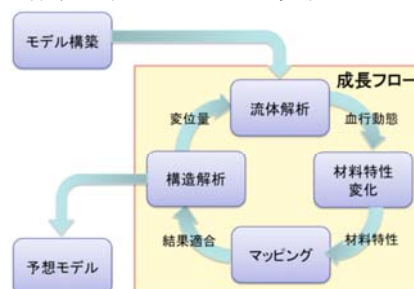 モデル構築
成長フロー
流体解析
変位量
血行動態
構造解析
材料特性
変化
結果適合
材料特性
マッピング
予想モデル